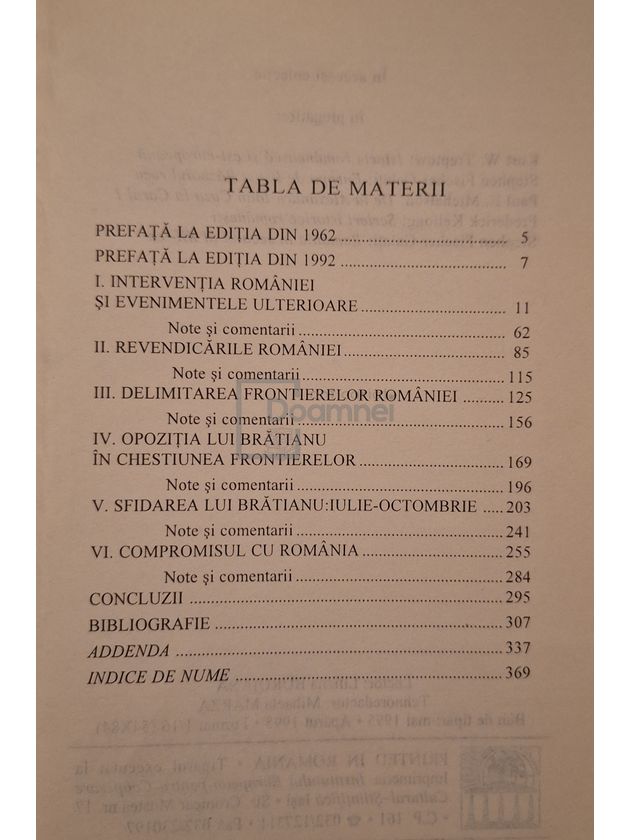 TABLA DE MATERII
PREFAȚĂ LA EDIȚIA DIN 1962 ........ 5
PREFAȚĂ LA EDIȚIA DIN 1992 ........ 7
I. INTERVENȚIA ROMÂNIEI
ȘI EVENIMENTELE ULTERIOARE ........ 11
Note și comentarii ........ 62
II. REVENDICĂRILE ROMÂNIEI ........ 85
Note și comentarii ........ 115
III. DELIMITAREA FRONTIERELOR ROMÂNIEI ........ 125
Note și comentarii ........ 156
IV. OPOZIȚIA LUI BRĂTIANU
ÎN CHESTIUNEA FRONTIERELOR ........ 169
Note și comentarii ........ 196
V. SFIDAREA LUI BRĂTIANU:IULIE-OCTOMBRIE ..... 203
Note și comentarii ........ 241
VI. COMPROMISUL CU ROMÂNIA ........ 255
Note și comentarii ........ 284
CONCLUZII ........ 295
BIBLIOGRAFIE ........ 307
ADDENDA ........ 337
INDICE DE NUME ........ 369
Doamnei